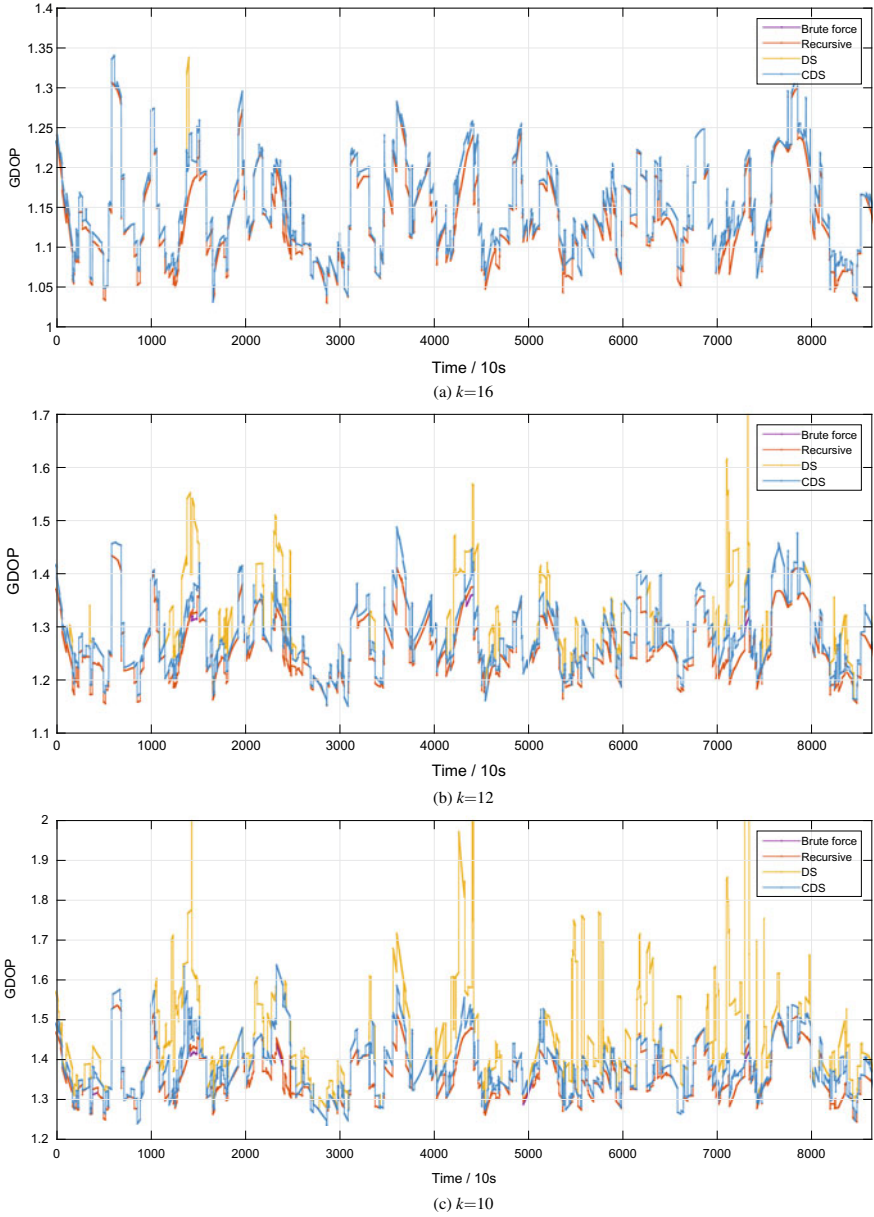 1.4
1.35
1.3
1.25
1.2
1.15
1.1
1.05
1
GDOP
Brute force
Recursive
DS
CDS
0 1000 2000 3000 4000 5000 6000 7000 8000
Time / 10s
(a) k=16
1.7
1.6
1.5
1.4
1.3
1.2
1.1
GDOP
Brute force
Recursive
DS
CDS
0 1000 2000 3000 4000 5000 6000 7000 8000
Time / 10s
(b) k=12
2
1.9
1.8
1.7
1.6
1.5
1.4
1.3
1.2
GDOP
Brute force
Recursive
DS
CDS
0 1000 2000 3000 4000 5000 6000 7000 8000
Time / 10s
(c) k=10